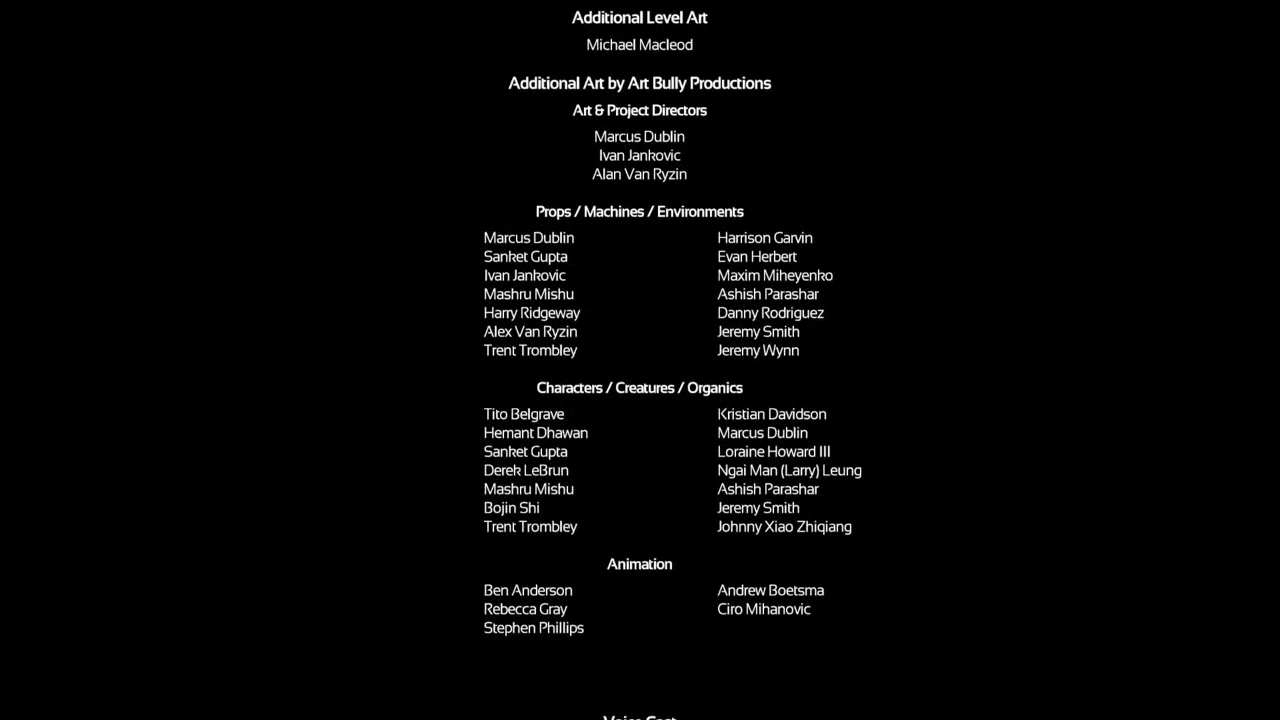 Additional Level Art
Michael Macleod
Additional Art by Art Bully Productions
Art & Project Directors
Marcus Dublin
Ivan Jankovic
Alan Van Ryzin
Props / Machines / Environments
Marcus Dublin Harrison Garvin
Sanket Gupta Evan Herbert
Ivan Jankovic Maxim Miheyenko
Mashru Mishu Ashish Parashar
Harry Ridgeway Danny Rodriguez
Alex Van Ryzin Jeremy Smith
Trent Trombley Jeremy Wynn
Characters / Creatures / Organics
Tito Belgrave Kristian Davidson
Hemant Dhawan Marcus Dublin
Sanket Gupta Loraine Howard III
Derek LeBrun Ngai Man (Larry) Leung
Mashru Mishu Ashish Parashar
Bojin Shi Jeremy Smith
Trent Trombley Johnny Xiao Zhiqiang
Animation
Ben Anderson Andrew Boetsma
Rebecca Gray Ciro Mihanovic
Stephen Phillips
Voice Cast